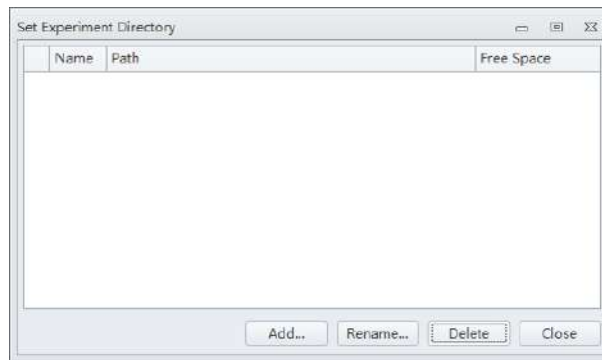 Set Experiment Directory
Name Path Free Space
Add... Rename... Delete Close